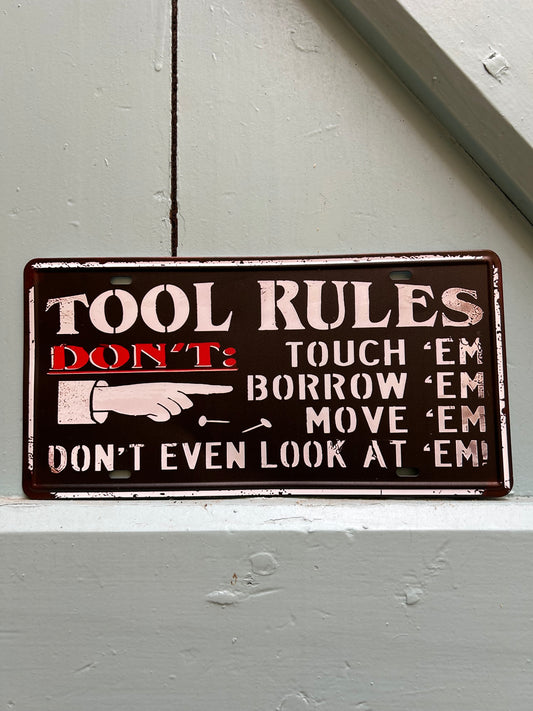 TOOL RULES
DON'T: TOUCH 'EM
BORROW 'EM
MOVE 'EM
DON'T EVEN LOOK AT 'EM!